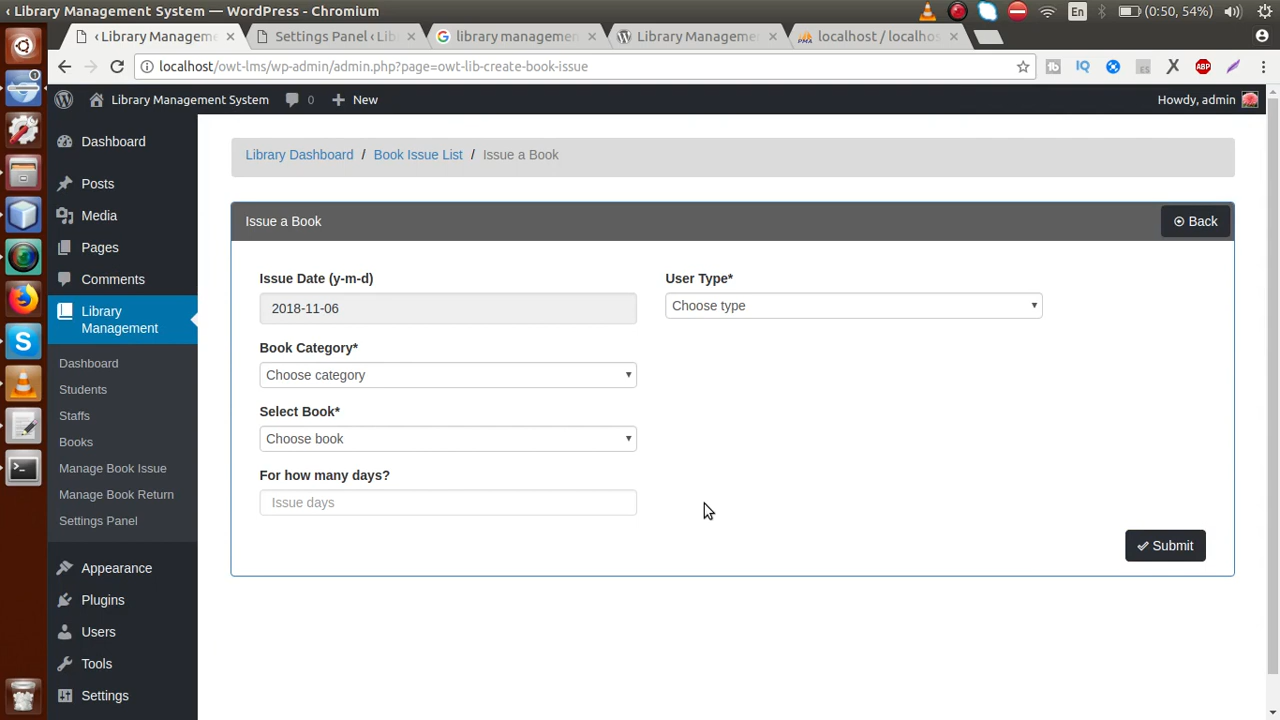 ‹ Library Management System — WordPress - Chromium
En
(0:50, 54%)
‹ Library Manageme
Settings Panel ‹ Lib
library managemen
Library Manageme
localhost / localhos
localhost/owt-lms/wp-admin/admin.php?page=owt-lib-create-book-issue
Library Management System
0
New
Howdy, admin
Dashboard
Posts
Media
Pages
Comments
Library
Management
Dashboard
Students
Staffs
Books
Manage Book Issue
Manage Book Return
Settings Panel
Appearance
Plugins
Users
Tools
Settings
Library Dashboard / Book Issue List / Issue a Book
Issue a Book
Back
Issue Date (y-m-d)
2018-11-06
User Type*
Choose type
Book Category*
Choose category
Select Book*
Choose book
For how many days?
Issue days
Submit